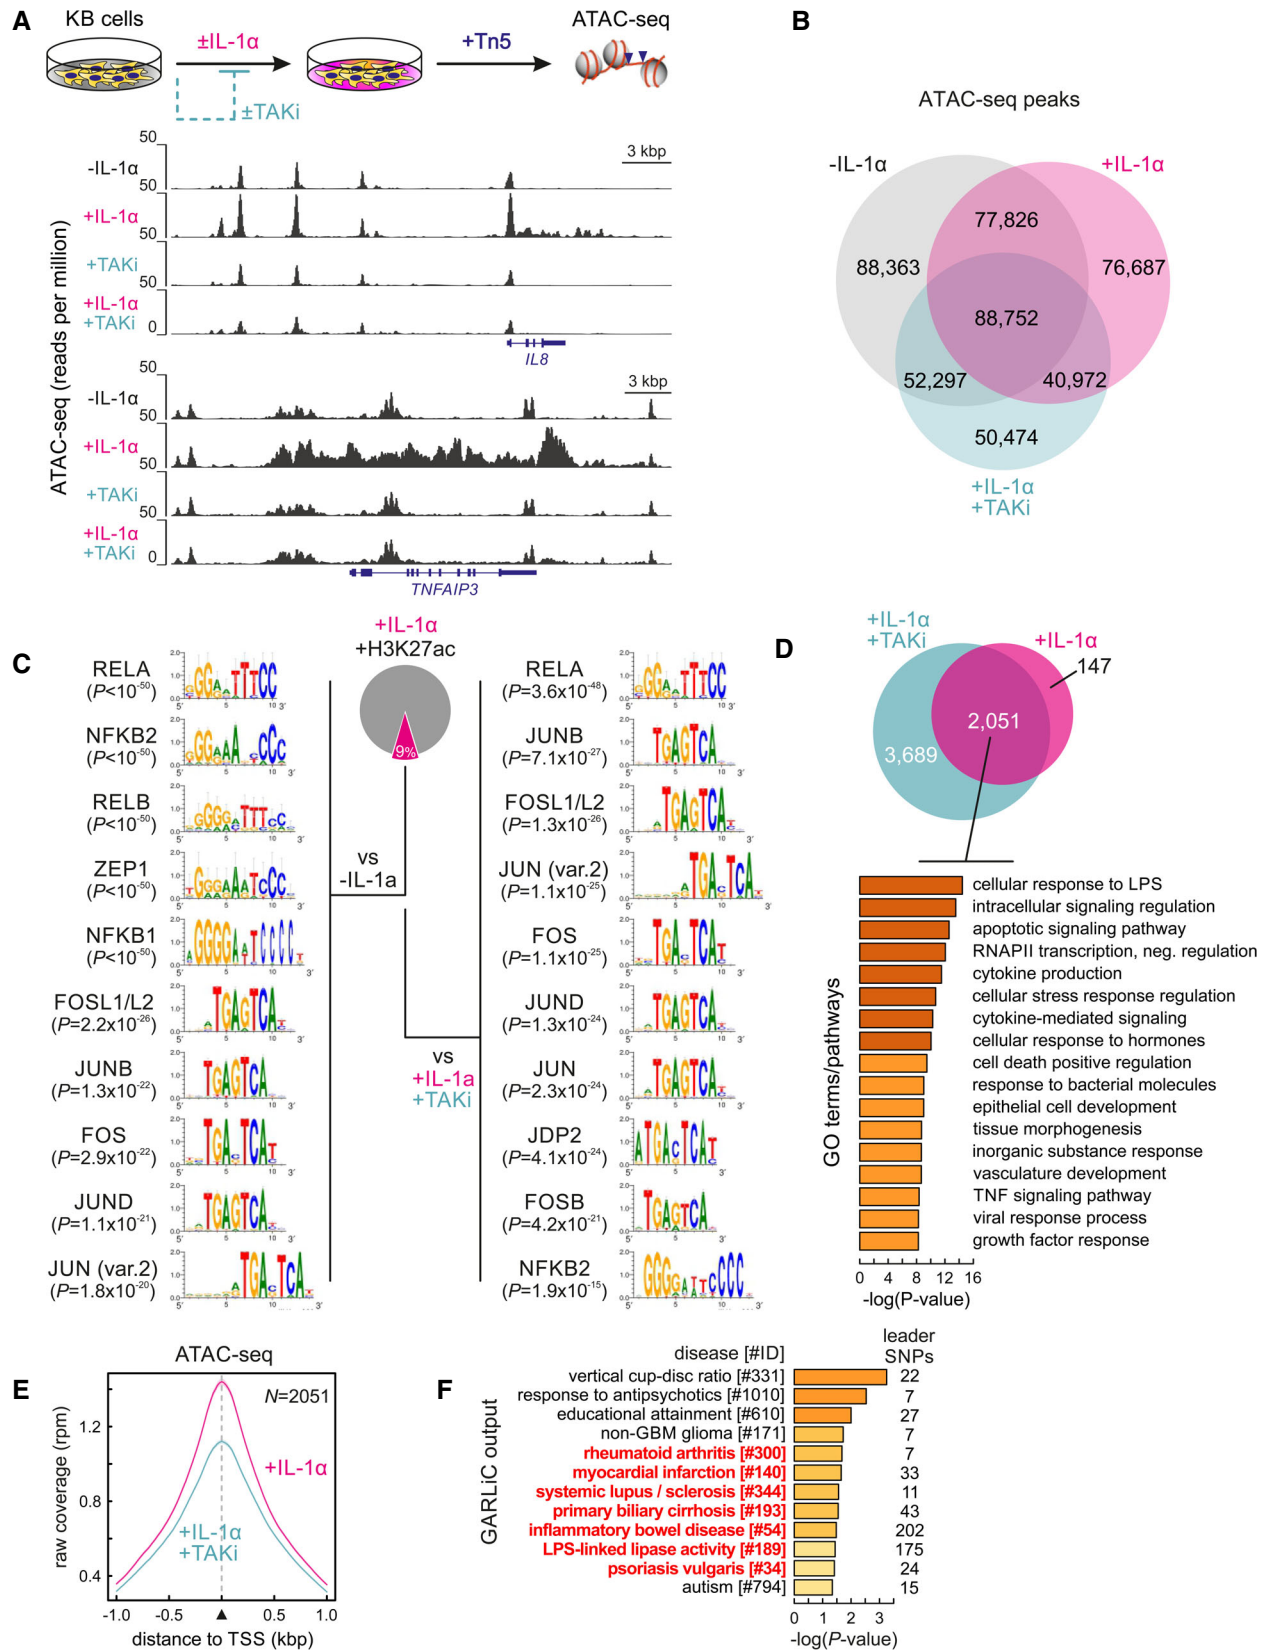 A
KB cells
±IL-1α
±TAKi
+Tn5
ATAC-seq
ATAC-seq (reads per million)
3 kbp
50
-IL-1α
50
+IL-1α
50
+TAKi
50
+IL-1α
+TAKi
0
IL8
3 kbp
50
-IL-1α
50
+IL-1α
50
+TAKi
50
+IL-1α
+TAKi
0
TNFAIP3
B
ATAC-seq peaks
-IL-1α
+IL-1α
77,826
88,363
76,687
88,752
52,297
40,972
50,474
+IL-1α
+TAKi
C
+IL-1α
+H3K27ac
9%
vs
-IL-1a
vs
+IL-1a
+TAKi
RELA
(P<10-50)
NFKB2
(P<10-50)
RELB
(P<10-50)
ZEP1
(P<10-50)
NFKB1
(P<10-50)
FOSL1/L2
(P=2.2x10-26)
JUNB
(P=1.3x10-22)
FOS
(P=2.9x10-22)
JUND
(P=1.1x10-21)
JUN (var.2)
(P=1.8x10-20)
RELA
(P=3.6x10-48)
JUNB
(P=7.1x10-27)
FOSL1/L2
(P=1.3x10-26)
JUN (var.2)
(P=1.1x10-25)
FOS
(P=1.1x10-25)
JUND
(P=1.3x10-24)
JUN
(P=2.3x10-24)
JDP2
(P=4.1x10-24)
FOSB
(P=4.2x10-21)
NFKB2
(P=1.9x10-15)
D
+IL-1α
+TAKi
+IL-1α
147
2,051
3,689
GO terms/pathways
cellular response to LPS
intracellular signaling regulation
apoptotic signaling pathway
RNAPII transcription, neg. regulation
cytokine production
cellular stress response regulation
cytokine-mediated signaling
cellular response to hormones
cell death positive regulation
response to bacterial molecules
epithelial cell development
tissue morphogenesis
inorganic substance response
vasculature development
TNF signaling pathway
viral response process
growth factor response
0 4 8 12 16
-log(P-value)
E
ATAC-seq
N=2051
raw coverage (rpm)
1.2
0.8
0.4
+IL-1α
+IL-1α
+TAKi
-1.0 -0.5 0.5 1.0
distance to TSS (kbp)
F
GARLiC output
disease [#ID]
leader
SNPs
vertical cup-disc ratio [#331] 22
response to antipsychotics [#1010] 7
educational attainment [#610] 27
non-GBM glioma [#171] 7
rheumatoid arthritis [#300] 7
myocardial infarction [#140] 33
systemic lupus / sclerosis [#344] 11
primary biliary cirrhosis [#193] 43
inflammatory bowel disease [#54] 202
LPS-linked lipase activity [#189] 175
psoriasis vulgaris [#34] 24
autism [#794] 15
0 1 2 3
-log(P-value)